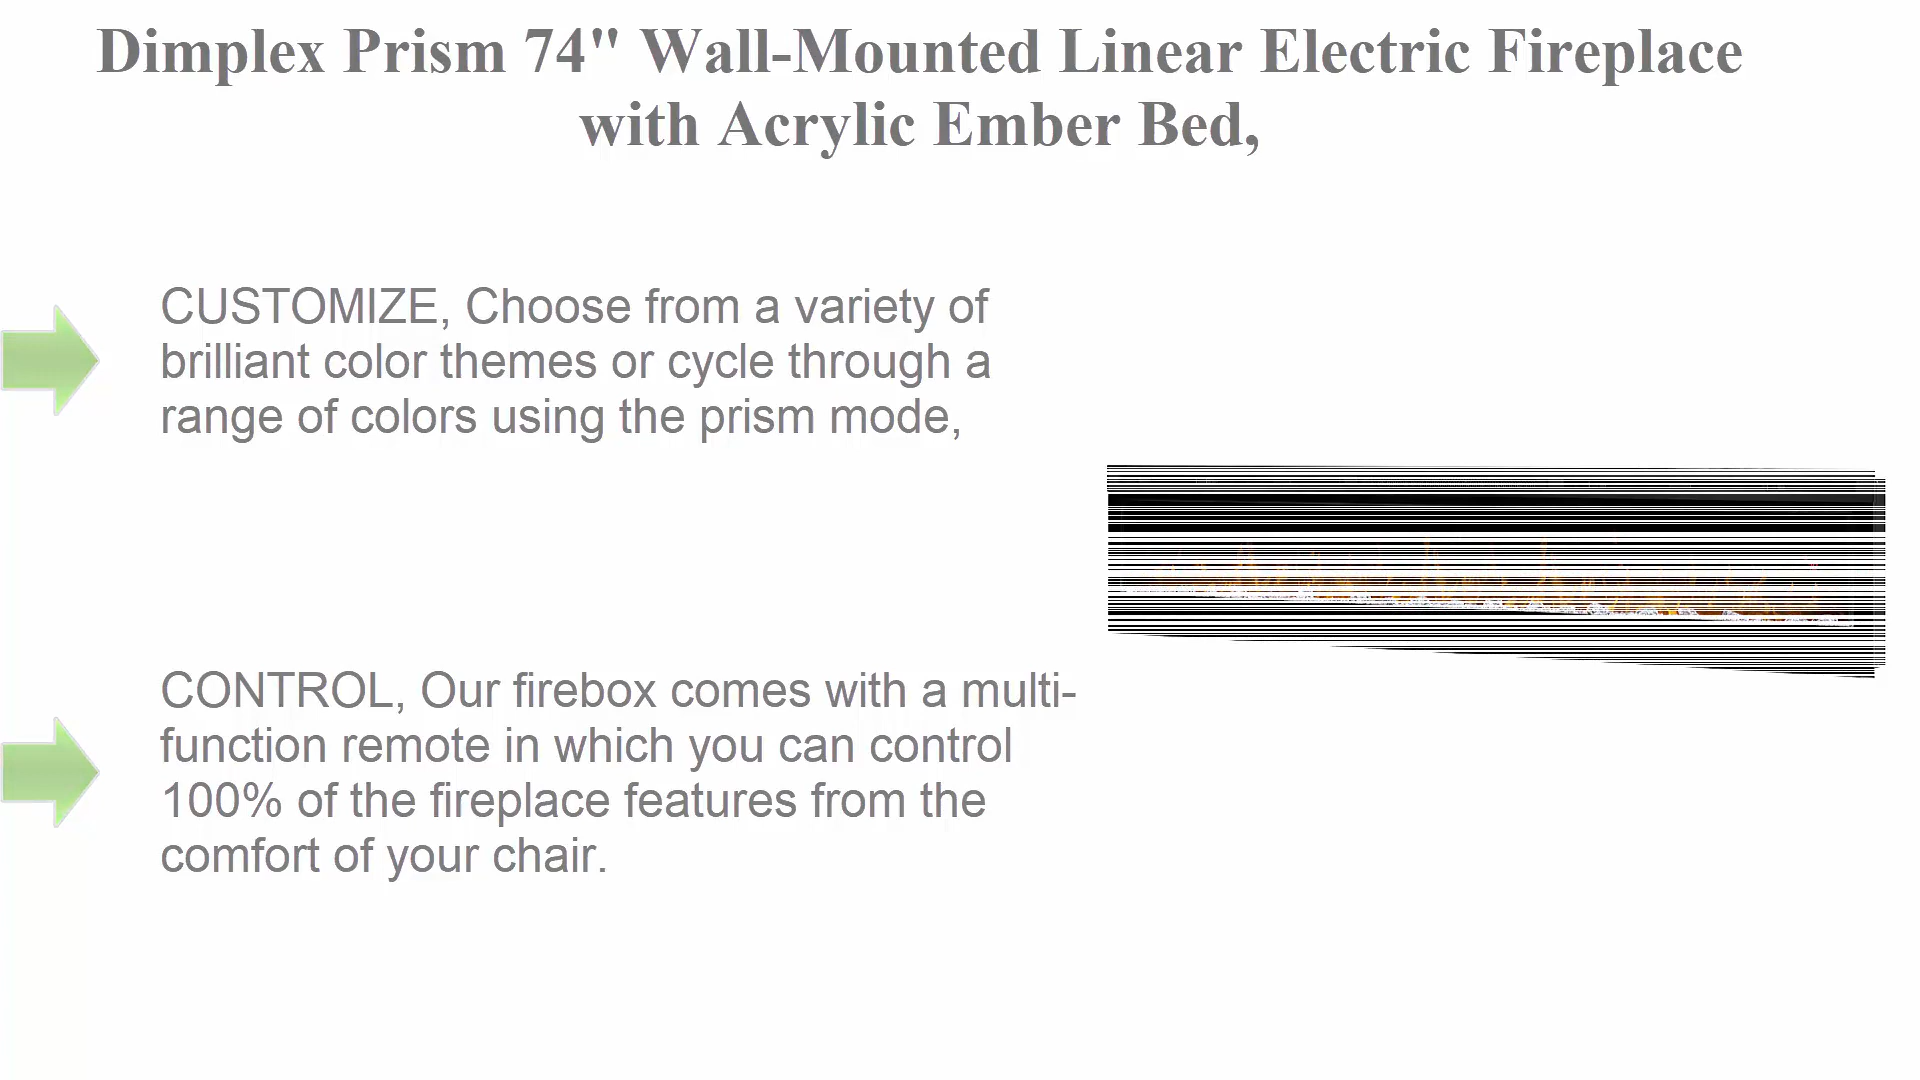 Dimplex Prism 74" Wall-Mounted Linear Electric Fireplace
with Acrylic Ember Bed,
CUSTOMIZE, Choose from a variety of
brilliant color themes or cycle through a
range of colors using the prism mode,
CONTROL, Our firebox comes with a multi-
function remote in which you can control
100% of the fireplace features from the
comfort of your chair.